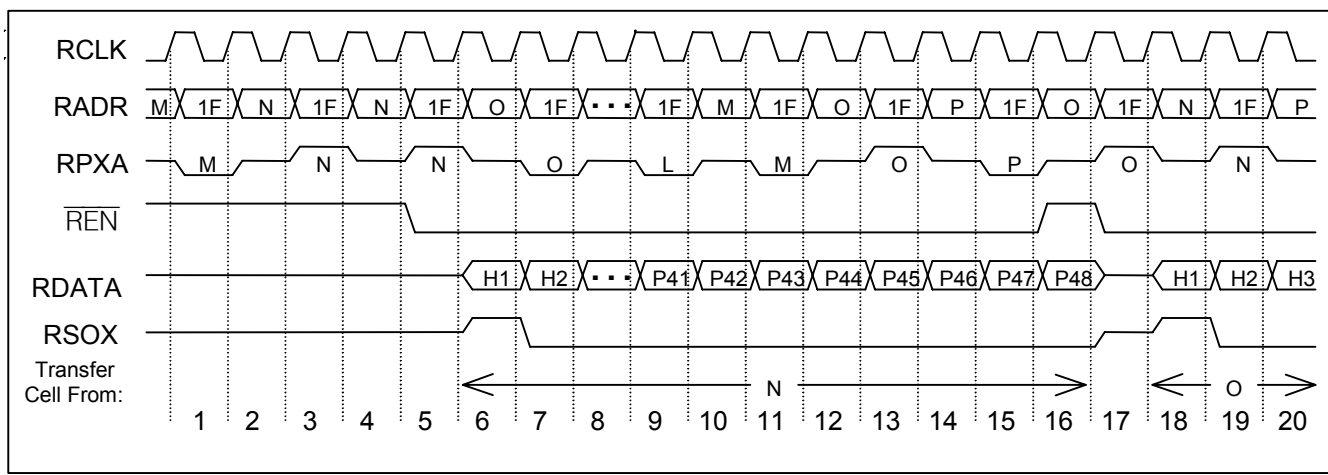 RCLK
RADR M 1F N 1F N 1F O 1F ··· 1F M 1F O 1F P 1F O 1F N 1F P
RPXA M N N O L M O P O N
REN
RDATA H1 H2 ··· P41 P42 P43 P44 P45 P46 P47 P48 H1 H2 H3
RSOX
Transfer
Cell From: N O
1 2 3 4 5 6 7 8 9 10 11 12 13 14 15 16 17 18 19 20